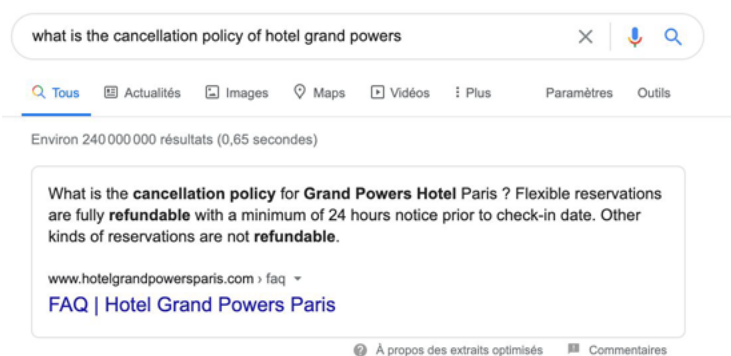 what is the cancellation policy of hotel grand powers
Tous Actualités Images Maps Vidéos Plus Paramètres Outils
Environ 240 000 000 résultats (0,65 secondes)
What is the cancellation policy for Grand Powers Hotel Paris ? Flexible reservations
are fully refundable with a minimum of 24 hours notice prior to check-in date. Other
kinds of reservations are not refundable.
www.hotelgrandpowersparis.com › faq
FAQ | Hotel Grand Powers Paris
À propos des extraits optimisés Commentaires